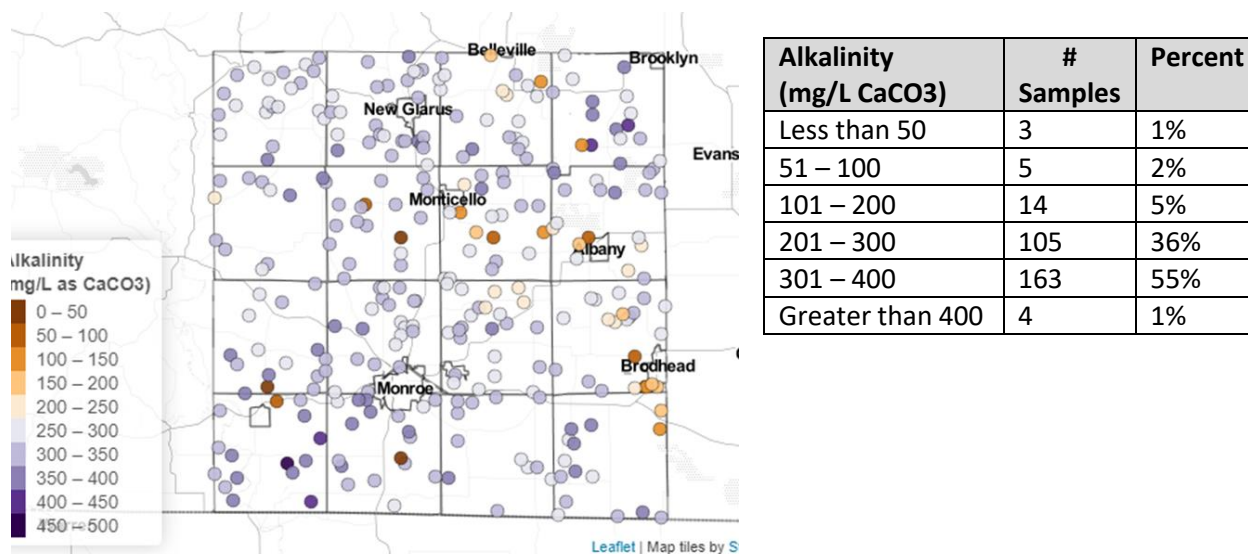 Belleville
Brooklyn
New Glarus
Evans
Monticello
Albany
Brodhead
Monroe
Alkalinity
mg/L as CaCO3)
0 – 50
50 – 100
100 – 150
150 – 200
200 – 250
250 – 300
300 – 350
350 – 400
400 – 450
450 – 500
Leaflet | Map tiles by S
Alkalinity (mg/L CaCO3) # Samples Percent
Less than 50 3 1%
51 – 100 5 2%
101 – 200 14 5%
201 – 300 105 36%
301 – 400 163 55%
Greater than 400 4 1%